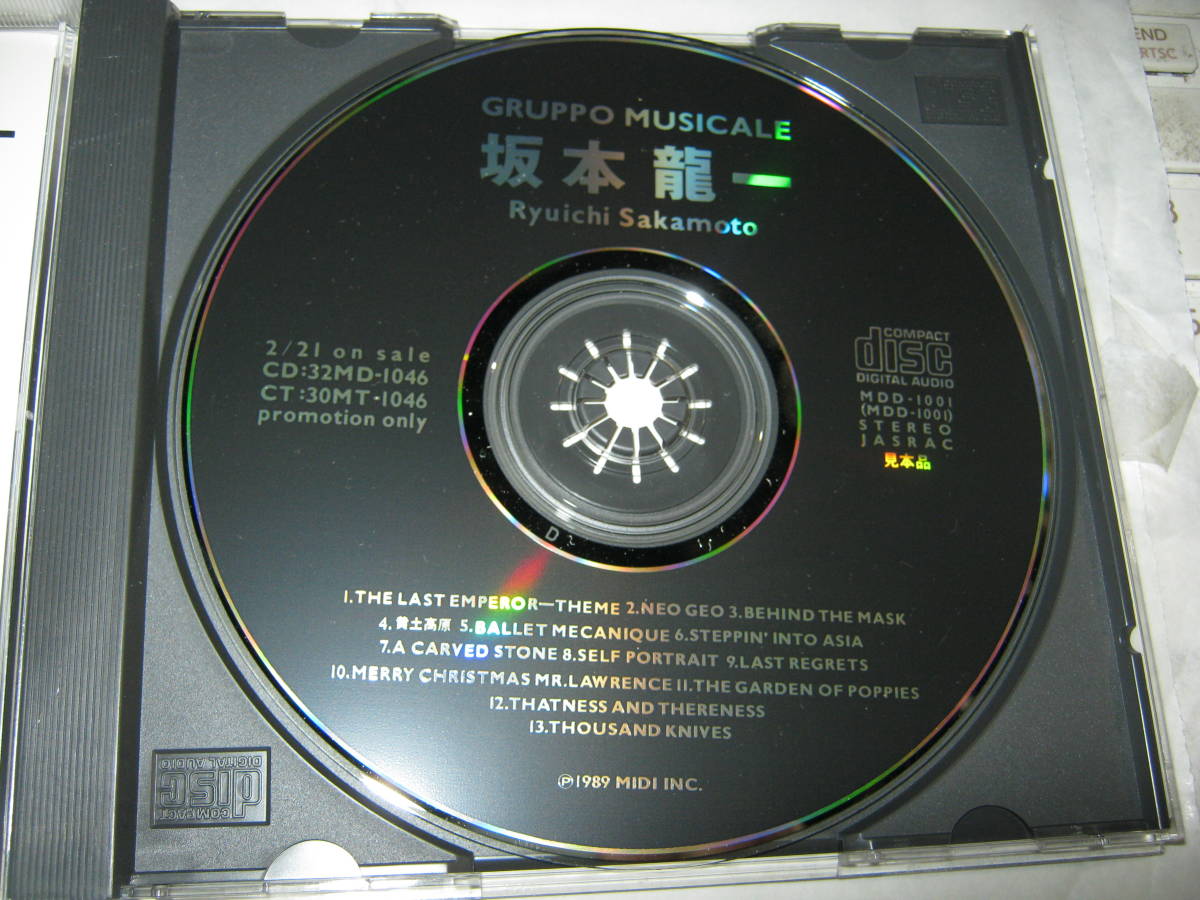 GRUPPO MUSICALE
坂本 龍一
Ryuichi Sakamoto
2/21 on sale
CD:32MD-1046
CT:30MT-1046
promotion only
COMPACT
disc
DIGITAL AUDIO
MDD-1001
(MDD-1001)
STEREO
JASRAC
見本品
D
1.THE LAST EMPEROR—THEME 2.NEO GEO 3.BEHIND THE MASK
4.黄土高原 5.BALLET MECANIQUE 6.STEPPIN' INTO ASIA
7.A CARVED STONE 8.SELF PORTRAIT 9.LAST REGRETS
10.MERRY CHRISTMAS MR.LAWRENCE 11.THE GARDEN OF POPPIES
12.THATNESS AND THERENESS
13.THOUSAND KNIVES
Ⓟ1989 MIDI INC.
COMPACT
disc
DIGITAL AUDIO
END
RTSC